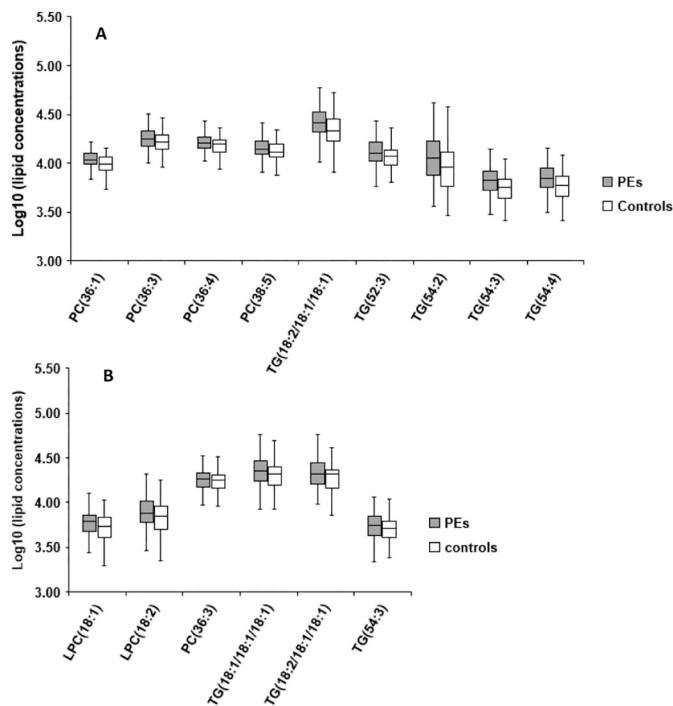 A
Log10 (lipid concentrations)
5.50
5.00
4.50
4.00
3.50
3.00
PEs
Controls
PC(36:1)
PC(36:3)
PC(36:4)
PC(38:5)
TG(18:2/18:1/18:1)
TG(52:3)
TG(54:2)
TG(54:3)
TG(54:4)
B
Log10 (lipid concentrations)
5.50
5.00
4.50
4.00
3.50
3.00
PEs
controls
LPC(18:1)
LPC(18:2)
PC(36:3)
TG(18:1/18:1/18:1)
TG(18:2/18:1/18:1)
TG(54:3)